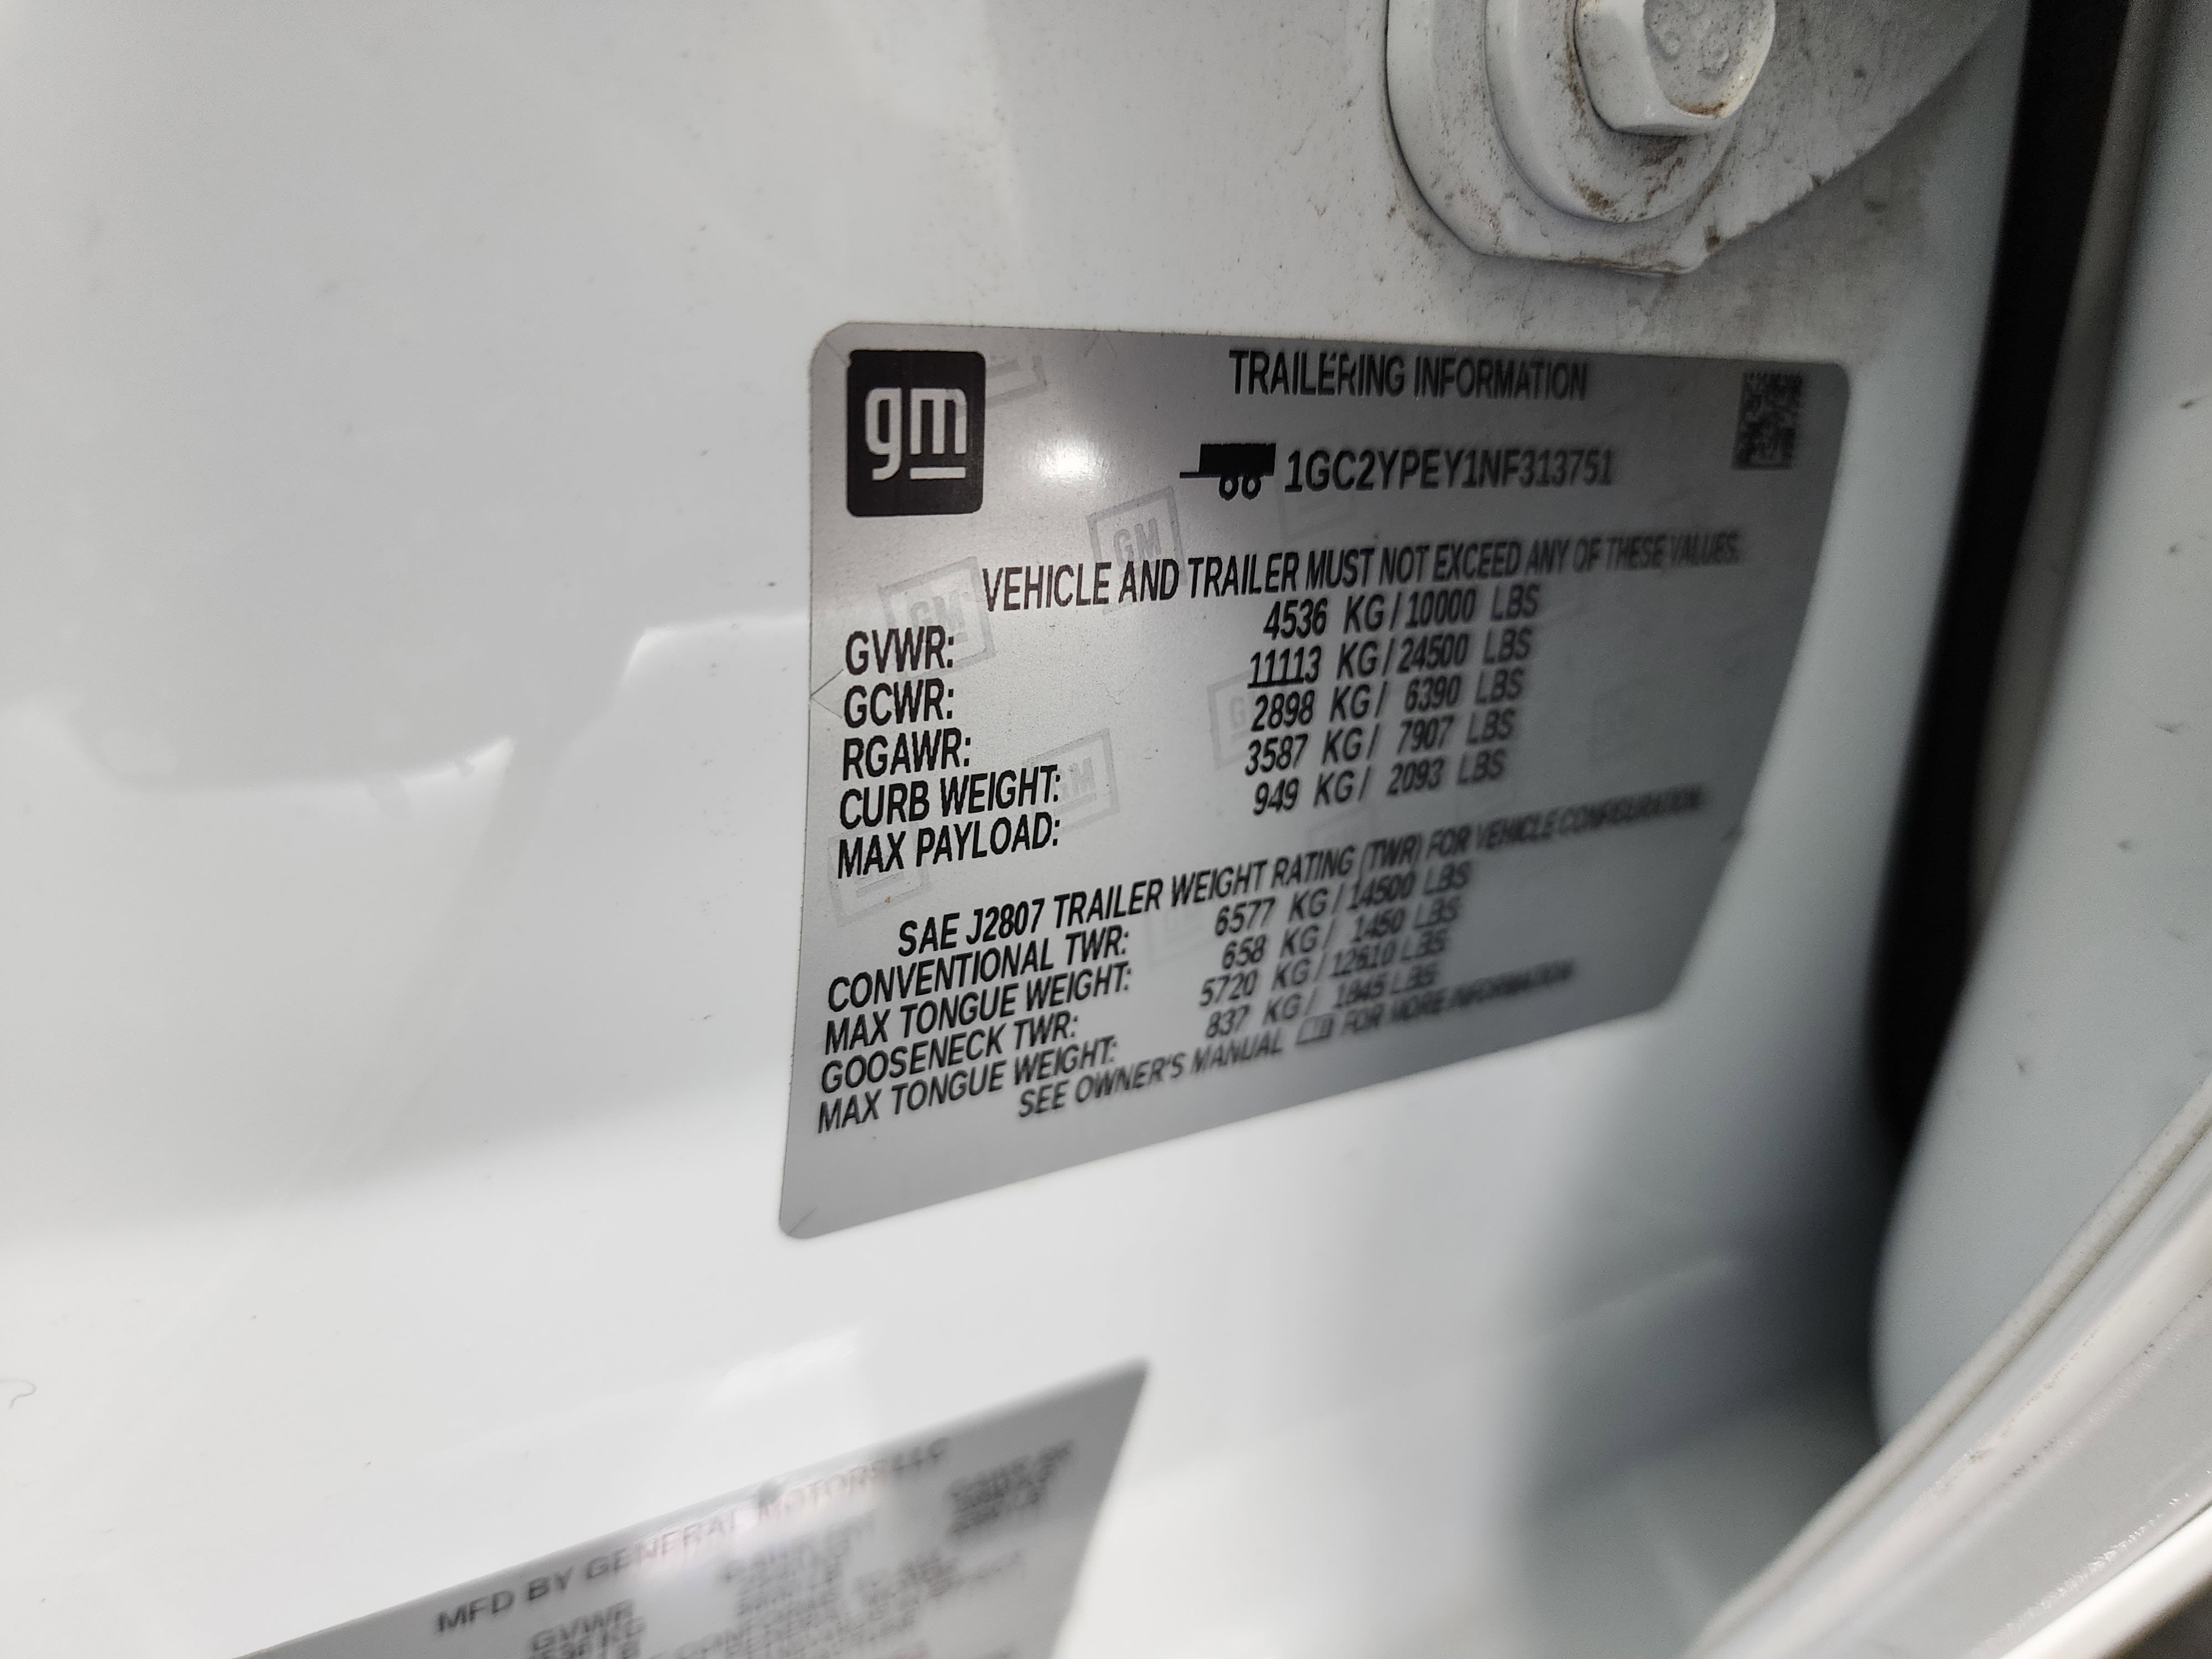 gm
TRAILERING INFORMATION
1GC2YPEY1NF313751
VEHICLE AND TRAILER MUST NOT EXCEED ANY OF THESE VALUES.
GVWR: 4536 KG / 10000 LBS
GCWR: 11113 KG / 24500 LBS
RGAWR: 2898 KG / 6390 LBS
CURB WEIGHT: 3587 KG / 7907 LBS
MAX PAYLOAD: 949 KG / 2093 LBS
SAE J2807 TRAILER WEIGHT RATING (TWR) FOR VEHICLE CONFIGURATION.
CONVENTIONAL TWR: 6577 KG / 14500 LBS
MAX TONGUE WEIGHT: 658 KG / 1450 LBS
GOOSENECK TWR: 5720 KG / 12610 LBS
MAX TONGUE WEIGHT: 837 KG / 1845 LBS
SEE OWNER'S MANUAL FOR MORE INFORMATION
MFD BY GENERAL MOTORS LLC
GVWR